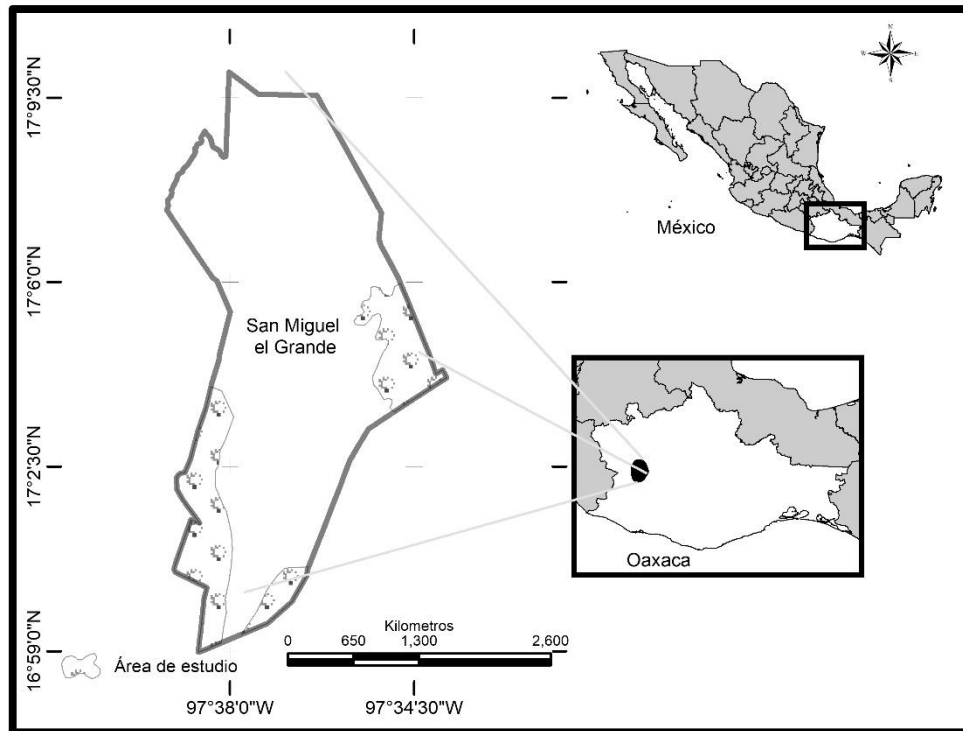 N
W
E
S
17°9'30"N
México
17°6'0"N
San Miguel
el Grande
17°2'30"N
Oaxaca
Kilometros
0 650 1,300 2,600
16°59'0"N
Área de estudio
97°38'0"W
97°34'30"W